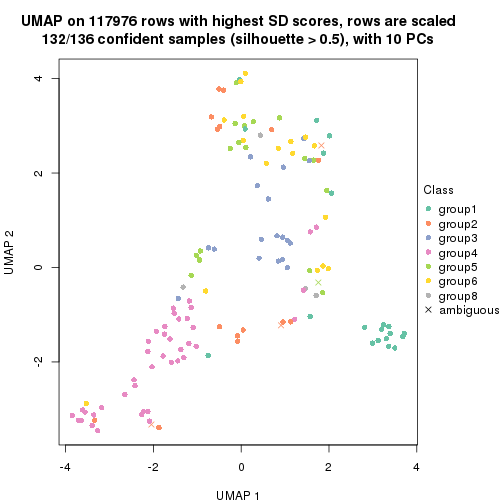 UMAP on 117976 rows with highest SD scores, rows are scaled
132/136 confident samples (silhouette > 0.5), with 10 PCs
4
2
0
-2
UMAP 2
-4
-2
0
2
4
UMAP 1
Class
group1
group2
group3
group4
group5
group6
group8
ambiguous